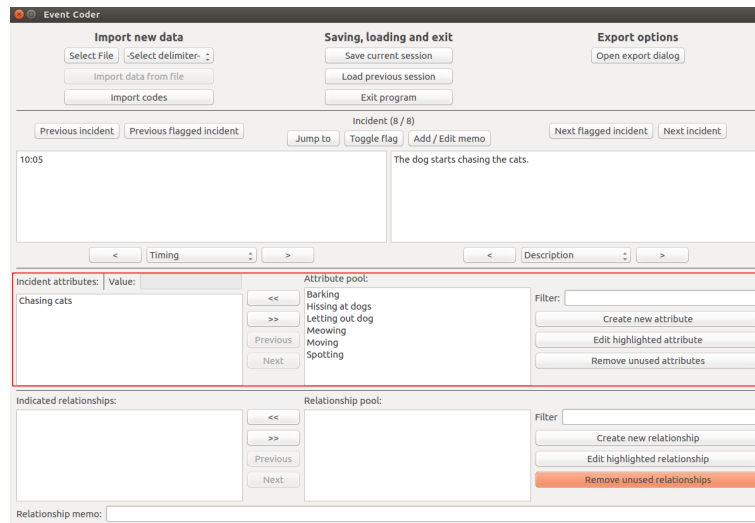 Event Coder
Import new data
Saving, loading and exit
Export options
Select File
-Select delimiter-
Save current session
Open export dialog
Import data from file
Load previous session
Import codes
Exit program
Incident (8 / 8)
Previous incident
Previous flagged incident
Jump to
Toggle flag
Add / Edit memo
Next flagged incident
Next incident
10:05
The dog starts chasing the cats.
<
Timing
>
<
Description
>
Incident attributes:
Value:
Attribute pool:
Chasing cats
<<
>>
Previous
Next
Barking
Hissing at dogs
Letting out dog
Meowing
Moving
Spotting
Filter:
Create new attribute
Edit highlighted attribute
Remove unused attributes
Indicated relationships:
Relationship pool:
<<
>>
Previous
Next
Filter
Create new relationship
Edit highlighted relationship
Remove unused relationships
Relationship memo: